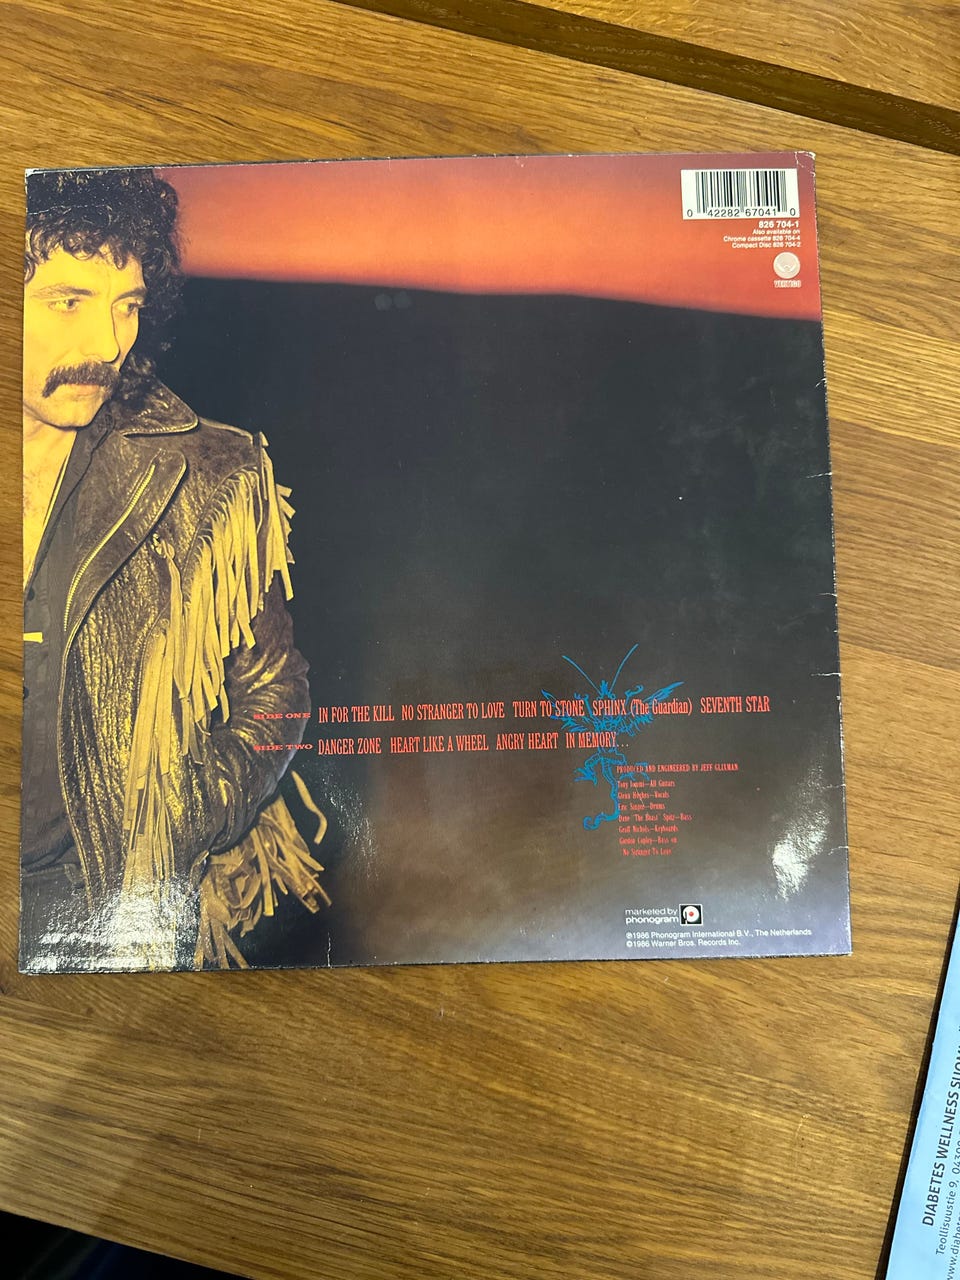 0 42282 67041 0
826 704-1
Also available on
Chrome cassette 826 704-4
Compact Disc 826 704-2
VERTIGO
SIDE ONE IN FOR THE KILL NO STRANGER TO LOVE TURN TO STONE SPHINX (The Guardian) SEVENTH STAR
SIDE TWO DANGER ZONE HEART LIKE A WHEEL ANGRY HEART IN MEMORY...
PRODUCED AND ENGINEERED BY JEFF GLIXMAN
Tony Iommi—All Guitars
Glenn Hughes—Vocals
Eric Singer—Drums
Dave "The Beast" Spitz—Bass
Geoff Nichols—Keyboards
Gordon Copley—Bass on
No Stranger To Love
marketed by
phonogram
℗1986 Phonogram International B.V., The Netherlands
©1986 Warner Bros. Records Inc.
DIABETES WELLNESS SUOMI
Teollisuustie 9, 04300
www.diabetes